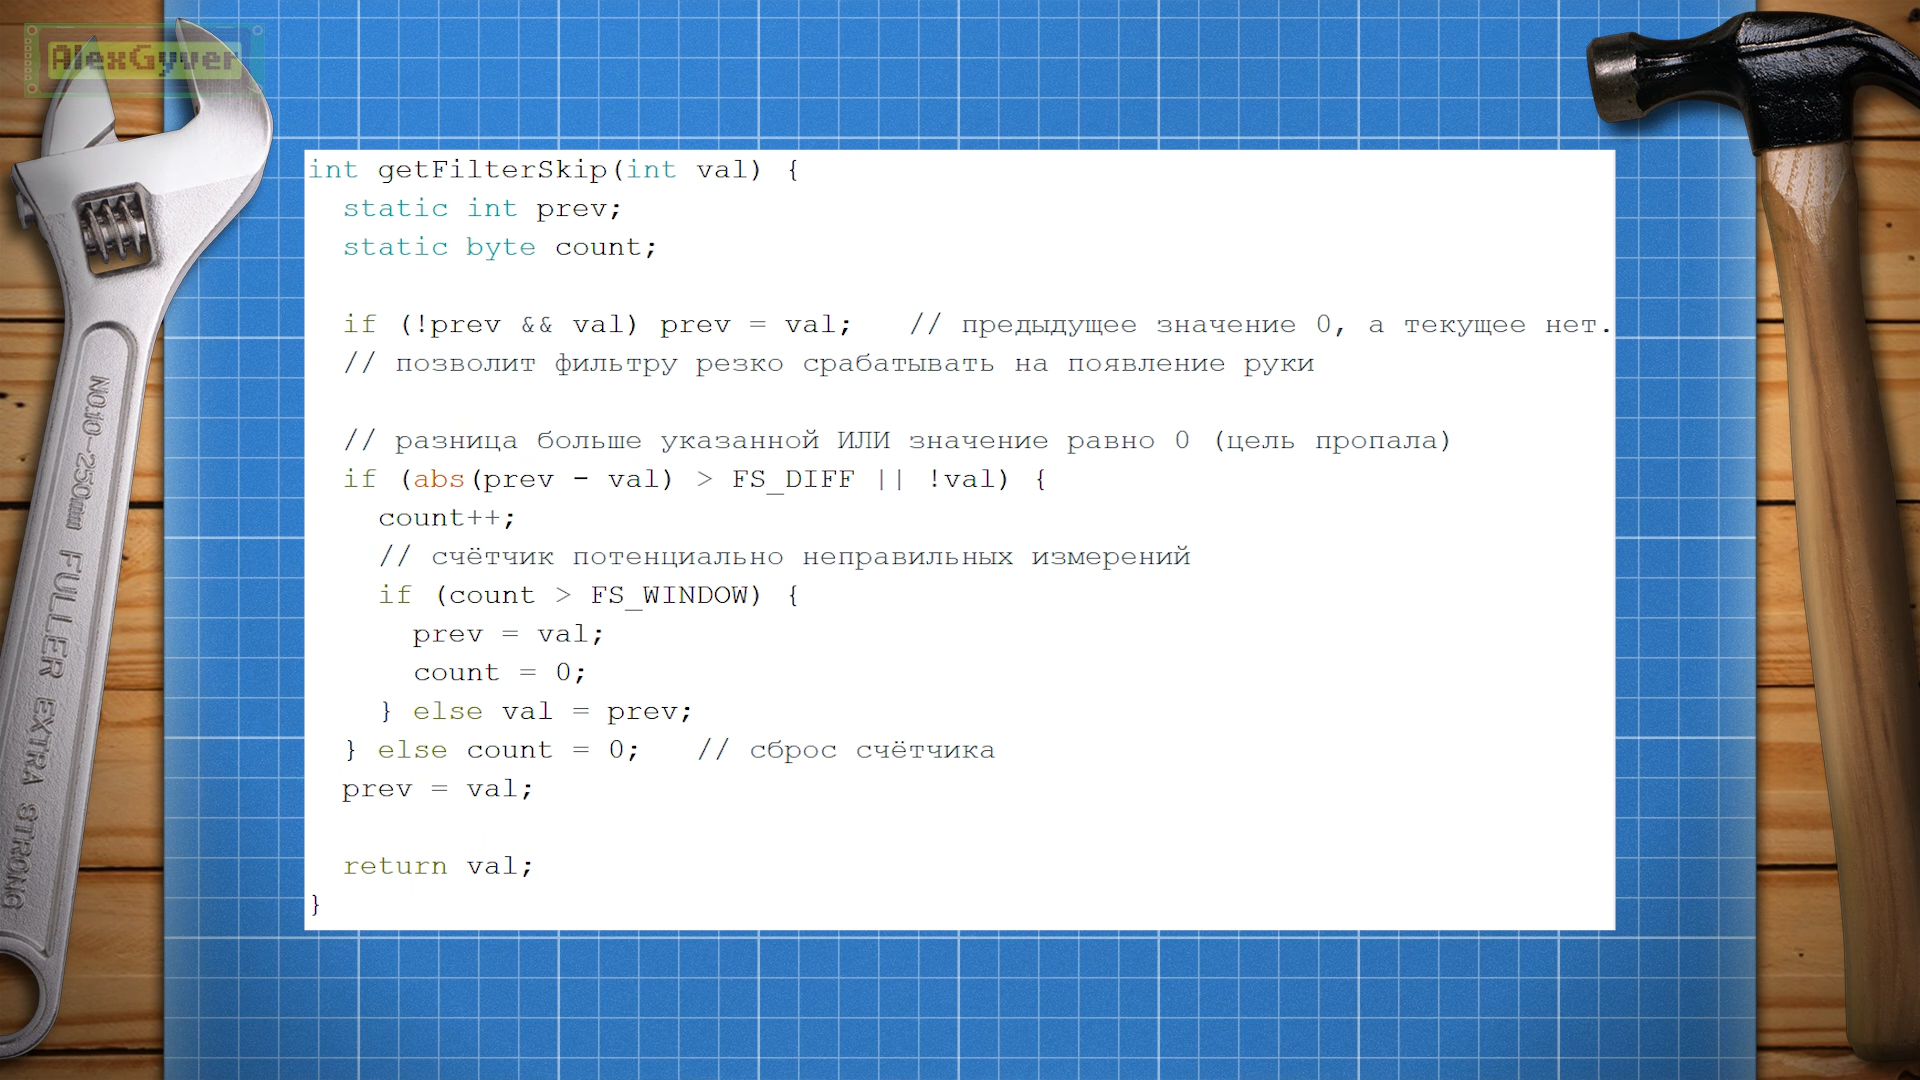 AlexGyver
int getFilterSkip(int val) {
static int prev;
static byte count;
if (!prev && val) prev = val; // предыдущее значение 0, а текущее нет.
// позволит фильтру резко срабатывать на появление руки
// разница больше указанной ИЛИ значение равно 0 (цель пропала)
if (abs(prev - val) > FS_DIFF || !val) {
count++;
// счётчик потенциально неправильных измерений
if (count > FS_WINDOW) {
prev = val;
count = 0;
} else val = prev;
} else count = 0; // сброс счётчика
prev = val;
return val;
}
NO.10-250mm FULLER EXTRA STRONG